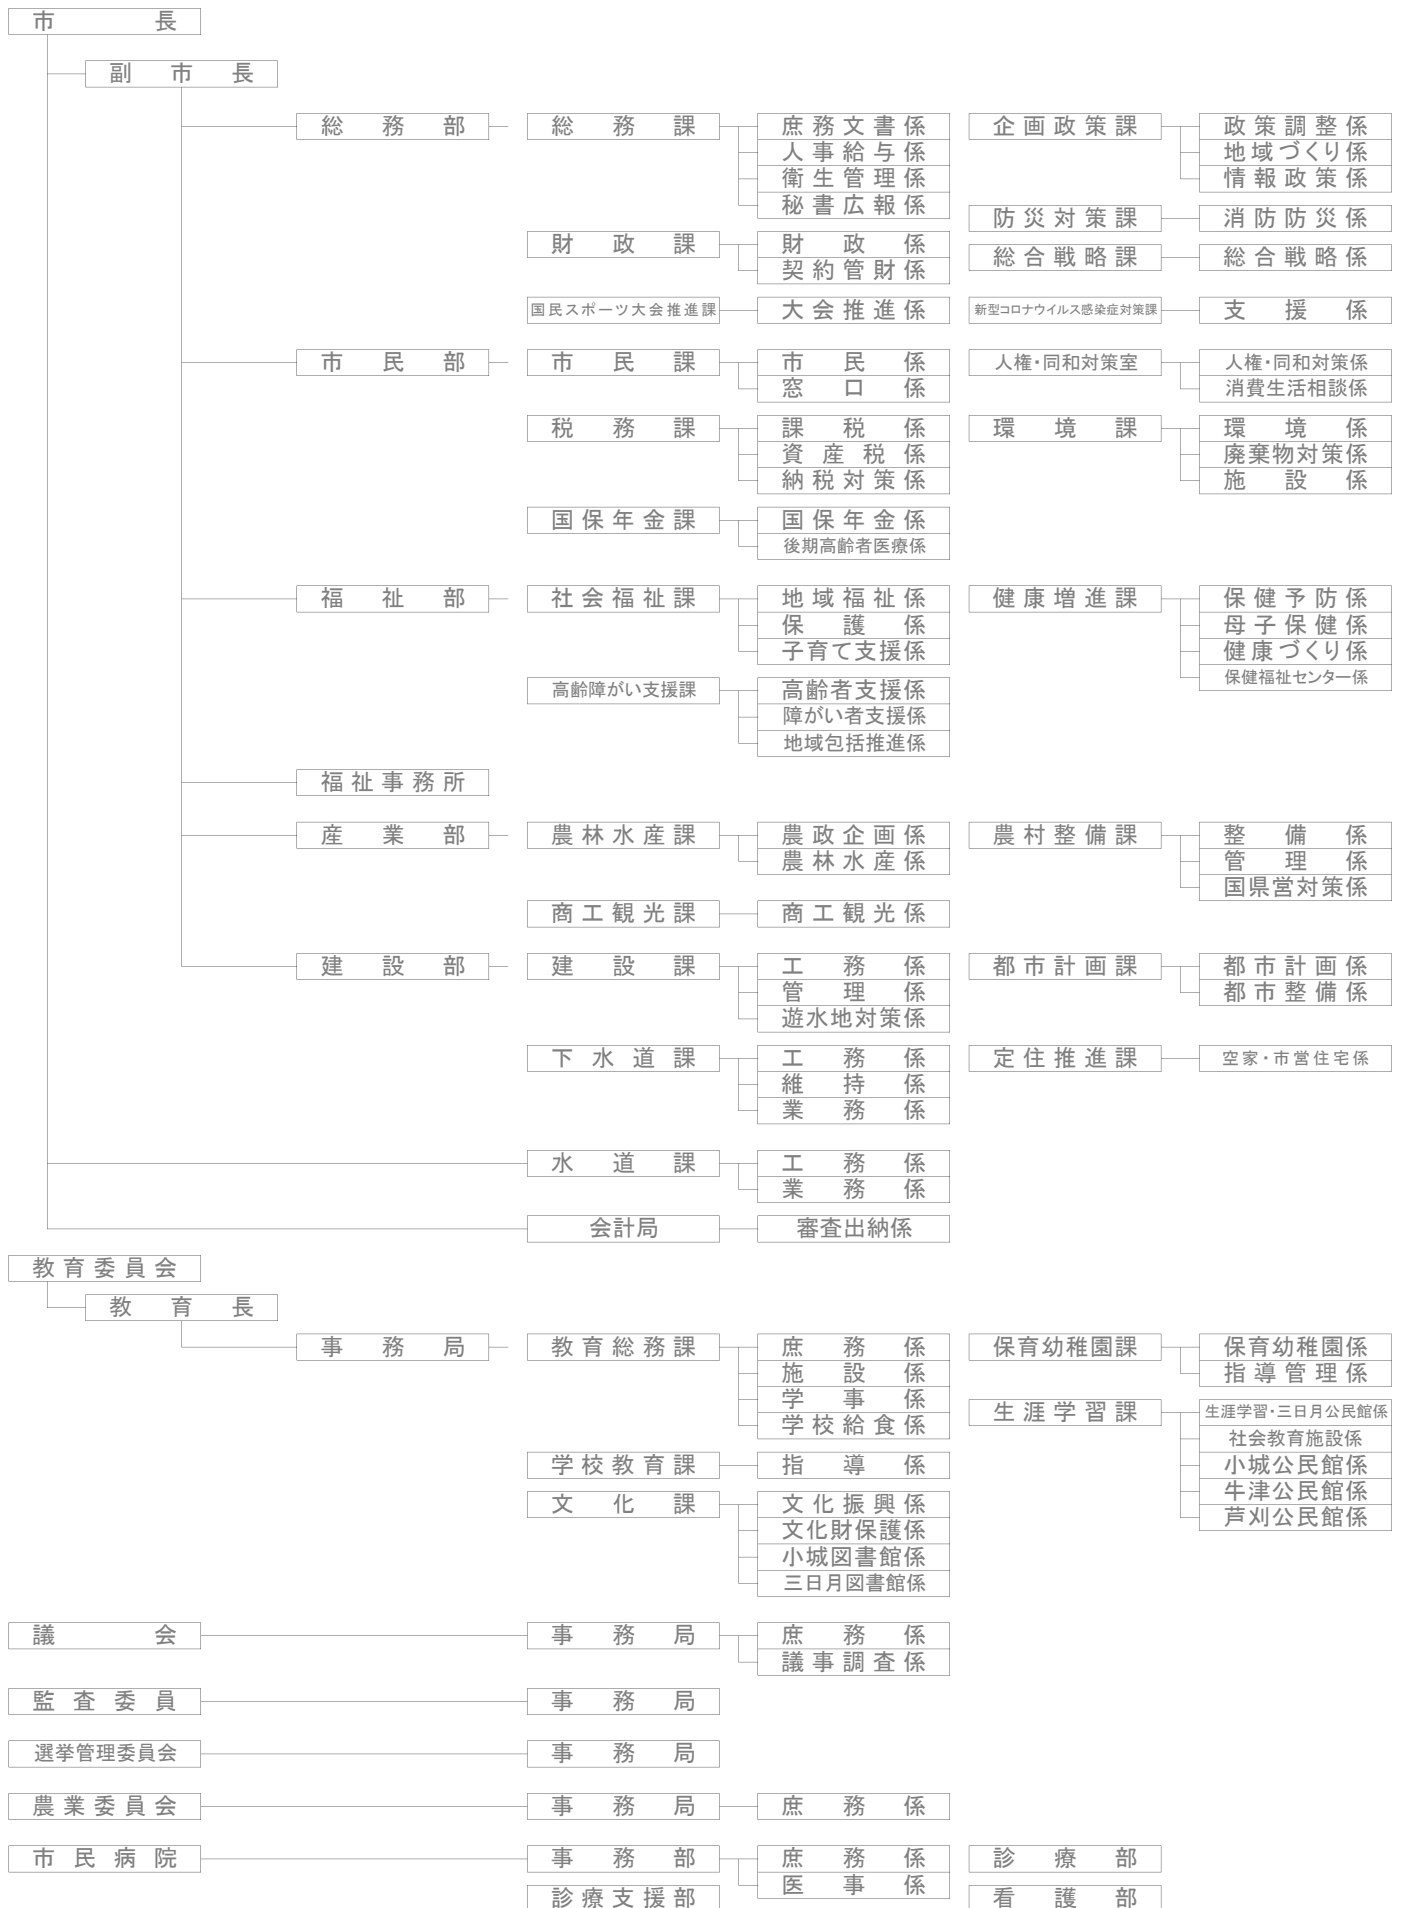 市長
副市長
総務部
総務課
庶務文書係
人事給与係
衛生管理係
秘書広報係
企画政策課
政策調整係
地域づくり係
情報政策係
防災対策課
消防防災係
財政課
財政係
契約管財係
総合戦略課
総合戦略係
国民スポーツ大会推進課
大会推進係
新型コロナウイルス感染症対策課
支援係
市民部
市民課
市民係
窓口係
人権・同和対策室
人権・同和対策係
消費生活相談係
税務課
課税係
資産税係
納税対策係
環境課
環境係
廃棄物対策係
施設係
国保年金課
国保年金係
後期高齢者医療係
福祉部
社会福祉課
地域福祉係
保護係
子育て支援係
健康増進課
保健予防係
母子保健係
健康づくり係
保健福祉センター係
高齢障がい支援課
高齢者支援係
障がい者支援係
地域包括推進係
福祉事務所
産業部
農林水産課
農政企画係
農林水産係
農村整備課
整備係
管理係
国県営対策係
商工観光課
商工観光係
建設部
建設課
工務係
管理係
遊水地対策係
都市計画課
都市計画係
都市整備係
下水道課
工務係
維持係
業務係
定住推進課
空家・市営住宅係
水道課
工務係
業務係
会計局
審査出納係
教育委員会
教育長
事務局
教育総務課
庶務係
施設係
学事係
学校給食係
保育幼稚園課
保育幼稚園係
指導管理係
生涯学習課
生涯学習・三日月公民館係
社会教育施設係
小城公民館係
牛津公民館係
芦刈公民館係
学校教育課
指導係
文化課
文化振興係
文化財保護係
小城図書館係
三日月図書館係
議会
事務局
庶務係
議事調査係
監査委員
事務局
選挙管理委員会
事務局
農業委員会
事務局
庶務係
市民病院
事務部
庶務係
医事係
診療部
診療支援部
看護部